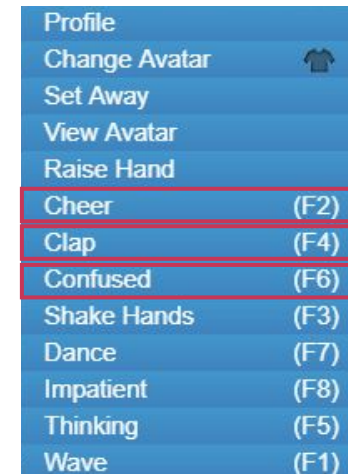 Profile
Change Avatar
Set Away
View Avatar
Raise Hand
Cheer (F2)
Clap (F4)
Confused (F6)
Shake Hands (F3)
Dance (F7)
Impatient (F8)
Thinking (F5)
Wave (F1)